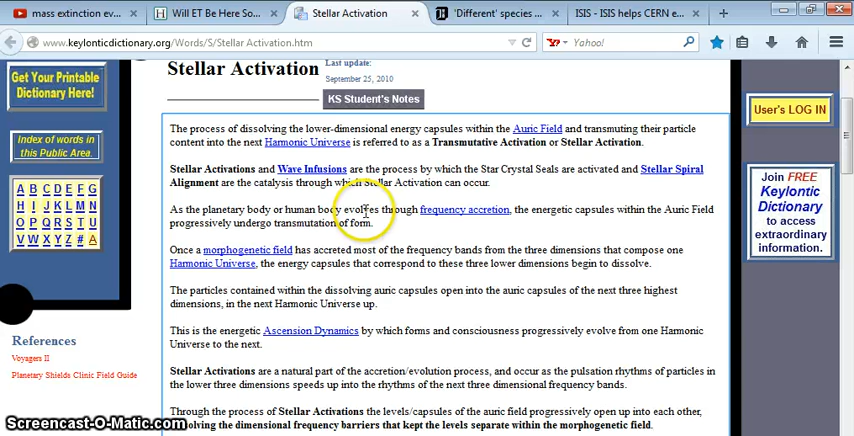 mass extinction ev...
Will ET Be Here So...
Stellar Activation
'Different' species ...
ISIS - ISIS helps CERN e...
www.keylonticdictionary.org/Words/S/Stellar Activation.htm
Yahoo!
Get Your Printable
Dictionary Here!
Index of words in
this Public Area.
A B C D E F G
H I J K L M N
O P Q R S T U
V W X Y Z # A
References
Voyagers II
Planetary Shields Clinic Field Guide
Stellar Activation
Last update:
September 25, 2010
KS Student's Notes
The process of dissolving the lower-dimensional energy capsules within the Auric Field and transmuting their particle
content into the next Harmonic Universe is referred to as a Transmutative Activation or Stellar Activation.
Stellar Activations and Wave Infusions are the process by which the Star Crystal Seals are activated and Stellar Spiral
Alignment are the catalysis through which Stellar Activation can occur.
As the planetary body or human body evolves through frequency accretion, the energetic capsules within the Auric Field
progressively undergo transmutation of form.
Once a morphogenetic field has accreted most of the frequency bands from the three dimensions that compose one
Harmonic Universe, the energy capsules that correspond to these three lower dimensions begin to dissolve.
The particles contained within the dissolving auric capsules open into the auric capsules of the next three highest
dimensions, in the next Harmonic Universe up.
This is the energetic Ascension Dynamics by which forms and consciousness progressively evolve from one Harmonic
Universe to the next.
Stellar Activations are a natural part of the accretion/evolution process, and occur as the pulsation rhythms of particles in
the lower three dimensions speeds up into the rhythms of the next three dimensional frequency bands.
Through the process of Stellar Activations the levels/capsules of the auric field progressively open up into each other,
dissolving the dimensional frequency barriers that kept the levels separate within the morphogenetic field.
User's LOG IN
Join FREE
Keylontic
Dictionary
to access
extraordinary
information.
Screencast-O-Matic.com